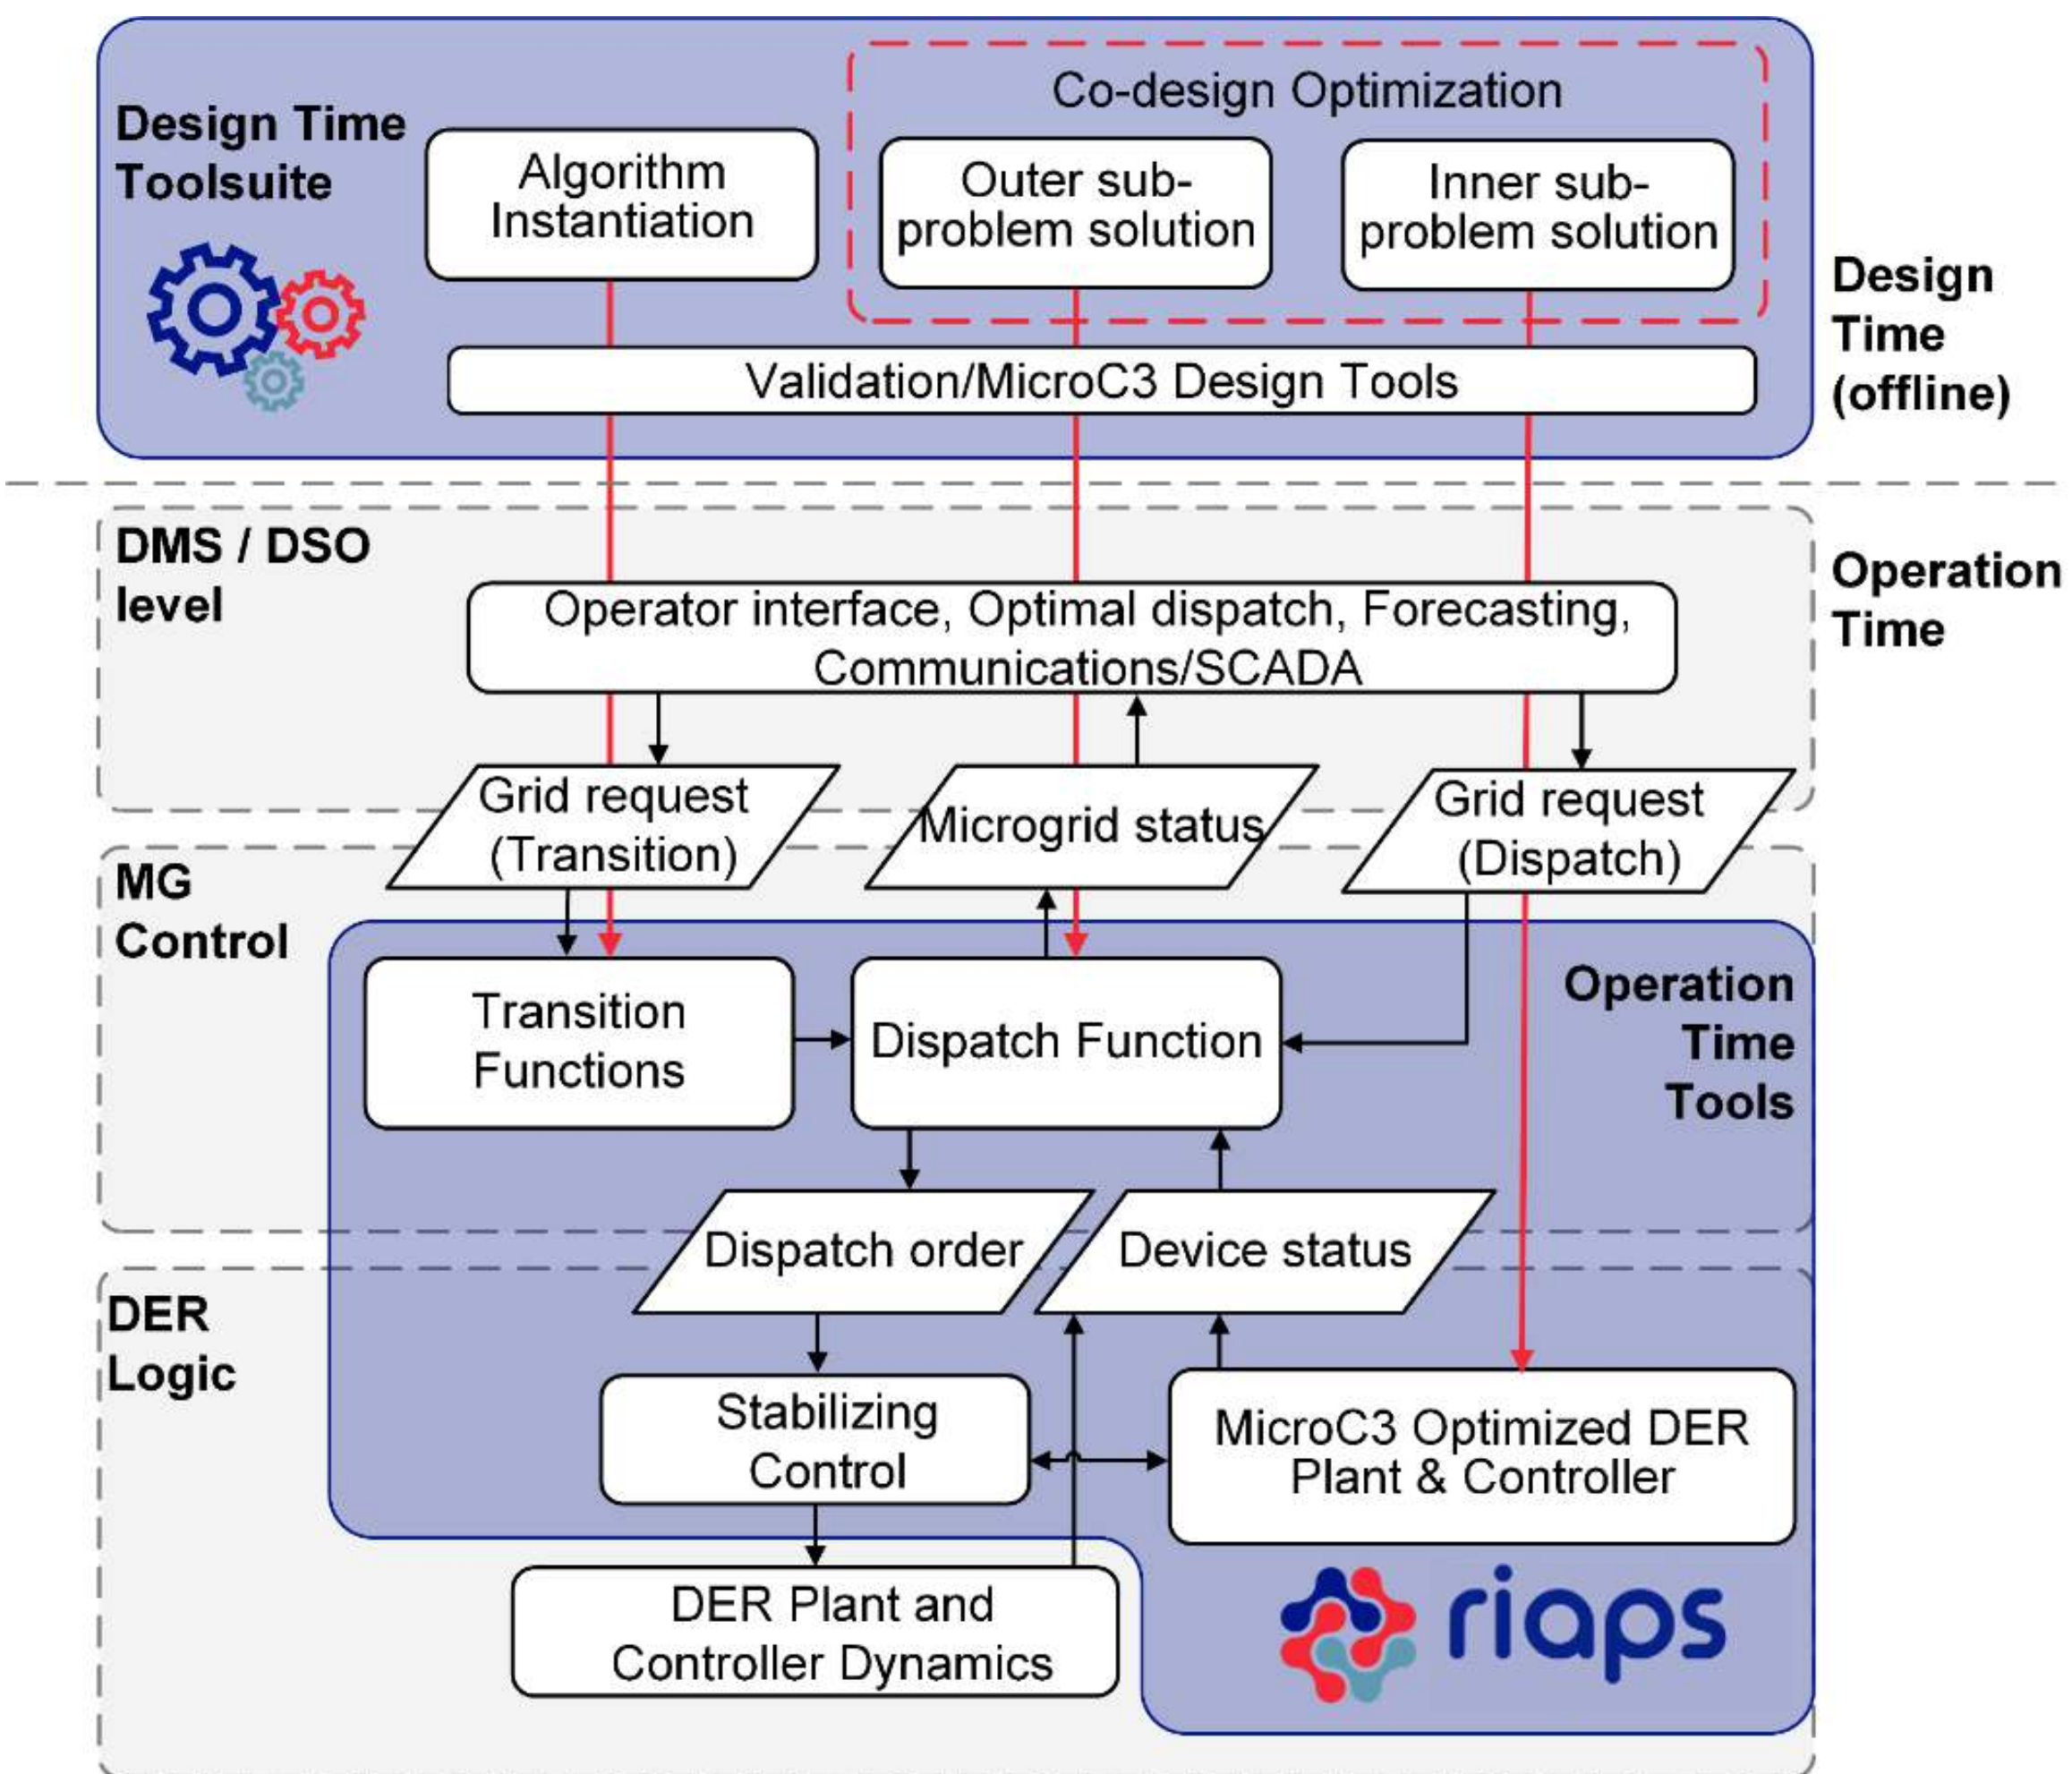 Co-design Optimization
Design Time
Toolsuite
Algorithm
Instantiation
Outer sub-
problem solution
Inner sub-
problem solution
Design
Time
(offline)
Validation/MicroC3 Design Tools
DMS / DSO
level
Operation
Time
Operator interface, Optimal dispatch, Forecasting,
Communications/SCADA
Grid request
(Transition)
Microgrid status
Grid request
(Dispatch)
MG
Control
Transition
Functions
Dispatch Function
Operation
Time
Tools
Dispatch order
Device status
DER
Logic
Stabilizing
Control
MicroC3 Optimized DER
Plant & Controller
DER Plant and
Controller Dynamics
riaps